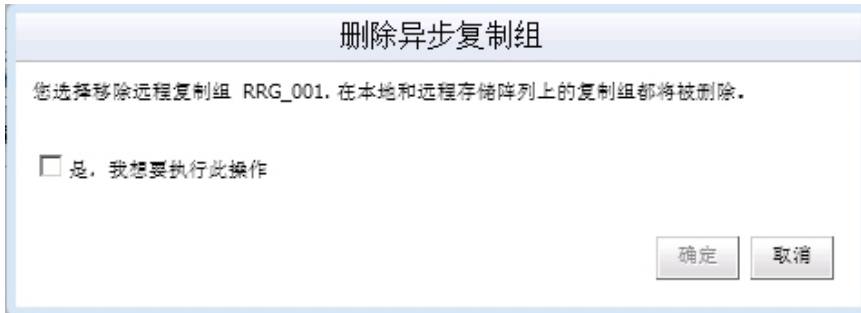 删除异步复制组
您选择移除远程复制组 RRG_001. 在本地和远程存储阵列上的复制组都将被删除.
是, 我想要执行此操作
确定
取消